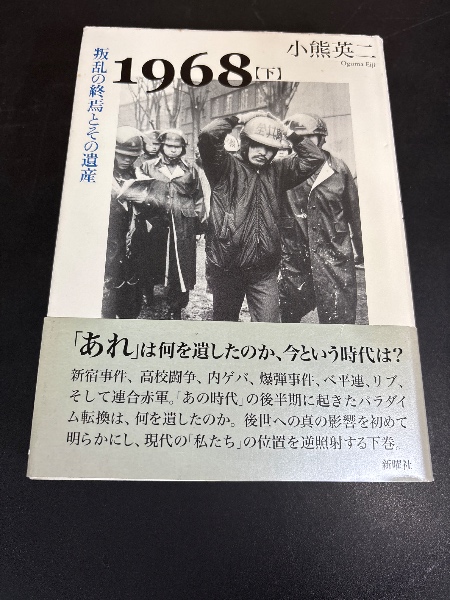 小熊英二
Oguma Eiji
1968【下】
叛乱の終焉とその遺産
「あれ」は何を遺したのか、今という時代は?
新宿事件、高校闘争、内ゲバ、爆弾事件、ベ平連、リブ、
そして連合赤軍。「あの時代」の後半期に起きたパラダイ
ム転換は、何を遺したのか。後世への真の影響を初めて
明らかにし、現代の「私たち」の位置を逆照射する下巻。
新曜社